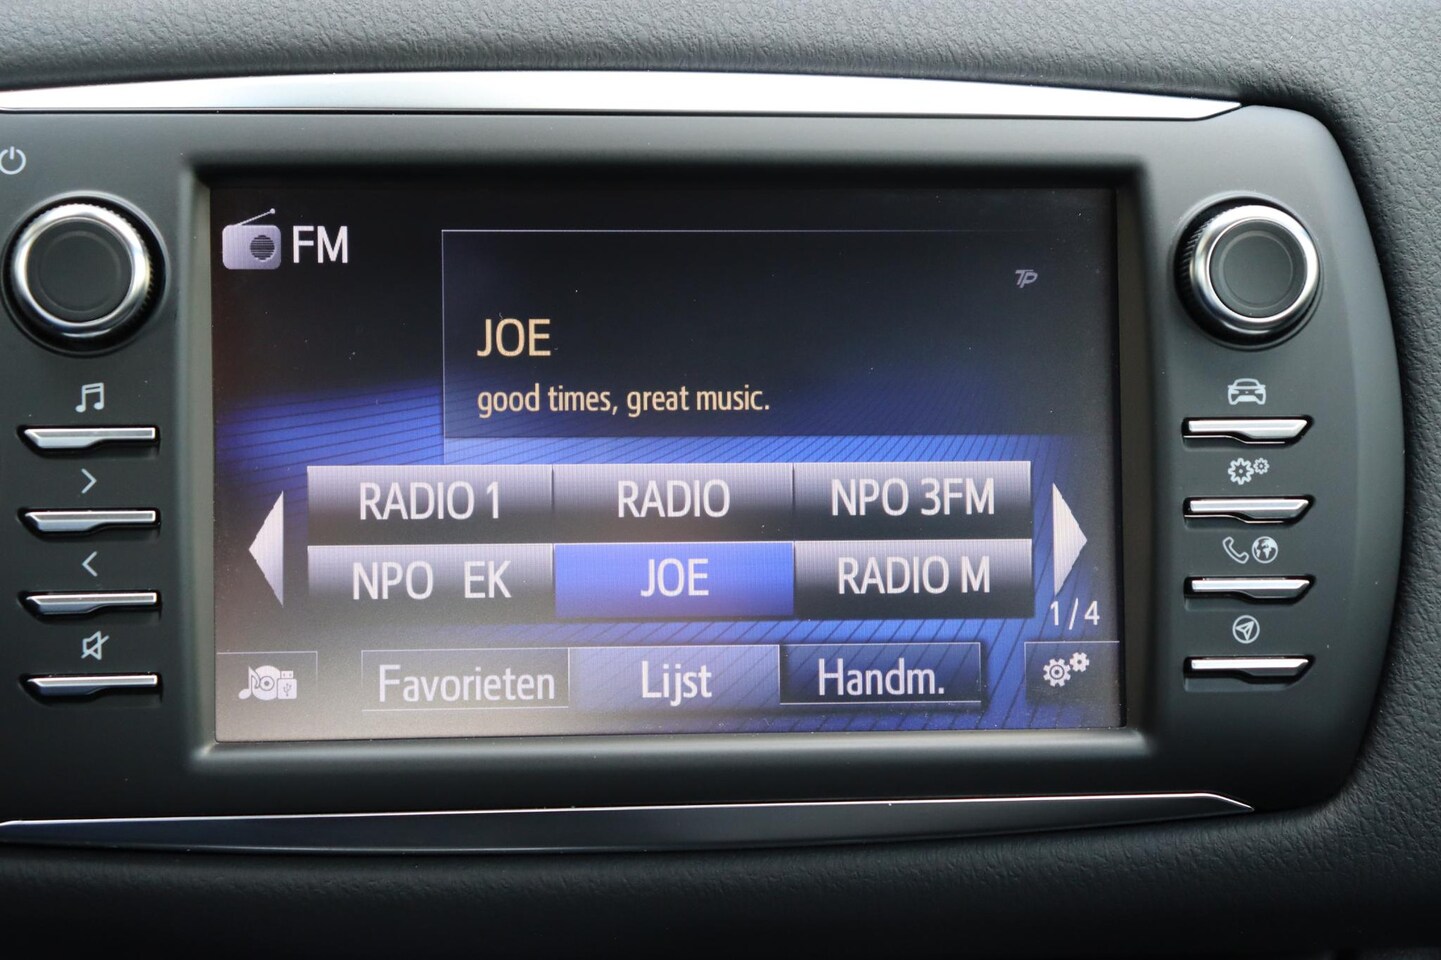 FM
TP
JOE
good times, great music.
RADIO 1 RADIO NPO 3FM
NPO EK JOE RADIO M
1/4
Favorieten Lijst Handm.